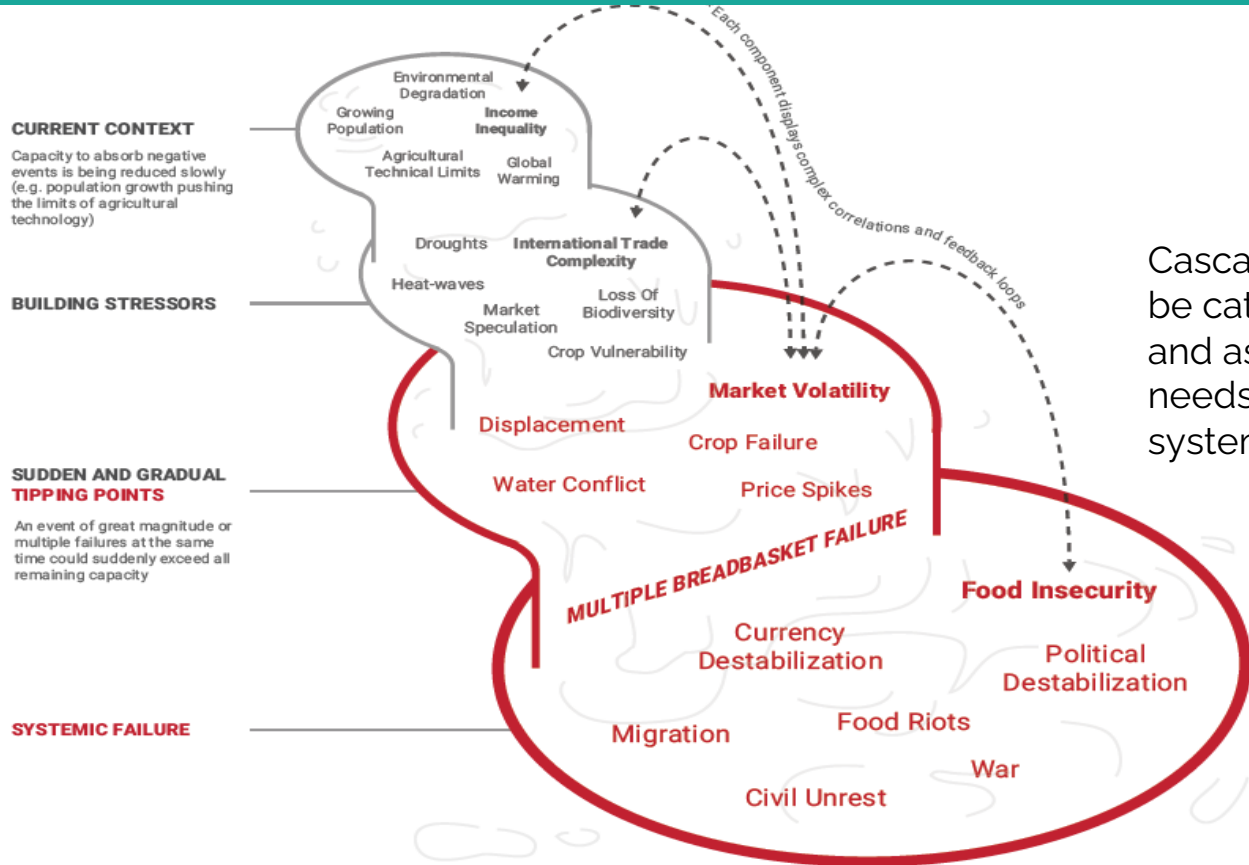 Each component displays complex correlations and feedback loops
CURRENT CONTEXT
Capacity to absorb negative
events is being reduced slowly
(e.g. population growth pushing
the limits of agricultural
technology)
Environmental
Degradation
Growing
Population
Income
Inequality
Agricultural
Technical Limits
Global
Warming
BUILDING STRESSORS
Droughts
International Trade
Complexity
Heat-waves
Loss Of
Biodiversity
Market
Speculation
Crop Vulnerability
SUDDEN AND GRADUAL
TIPPING POINTS
An event of great magnitude or
multiple failures at the same
time could suddenly exceed all
remaining capacity
Market Volatility
Displacement
Crop Failure
Water Conflict
Price Spikes
MULTIPLE BREADBASKET FAILURE
SYSTEMIC FAILURE
Food Insecurity
Currency
Destabilization
Political
Destabilization
Migration
Food Riots
War
Civil Unrest
be
and
needs